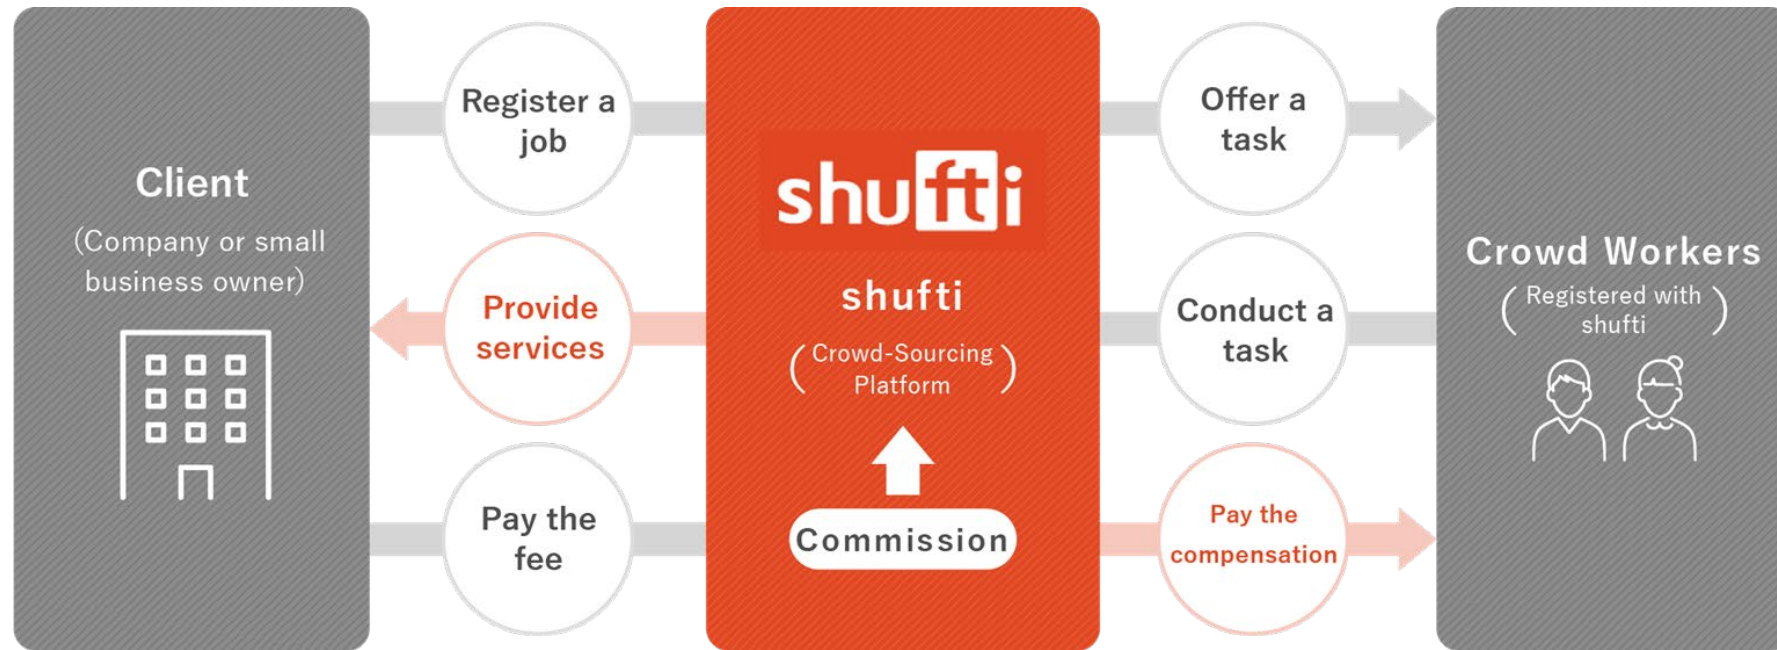 Client
(Company or small
business owner)
Register a
job
Provide
services
Pay the
fee
shufti
shufti
(Crowd-Sourcing
Platform)
Commission
Offer a
task
Conduct a
task
Pay the
compensation
Crowd Workers
(Registered with
shufti)